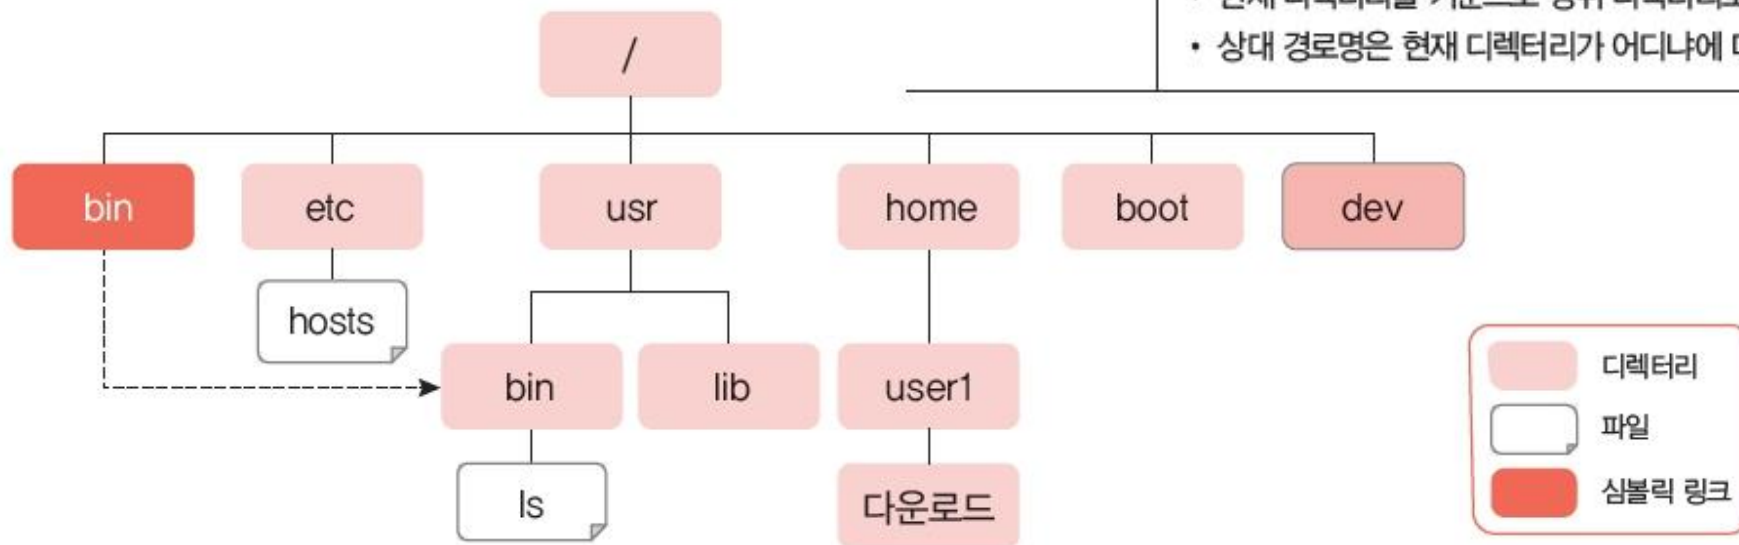 /
• 상대 경로명은 현재 디렉터리가 어디냐에
bin
etc
usr
home
boot
dev
hosts
bin
lib
user1
ls
다운로드
디렉터리
파일
심볼릭 링크